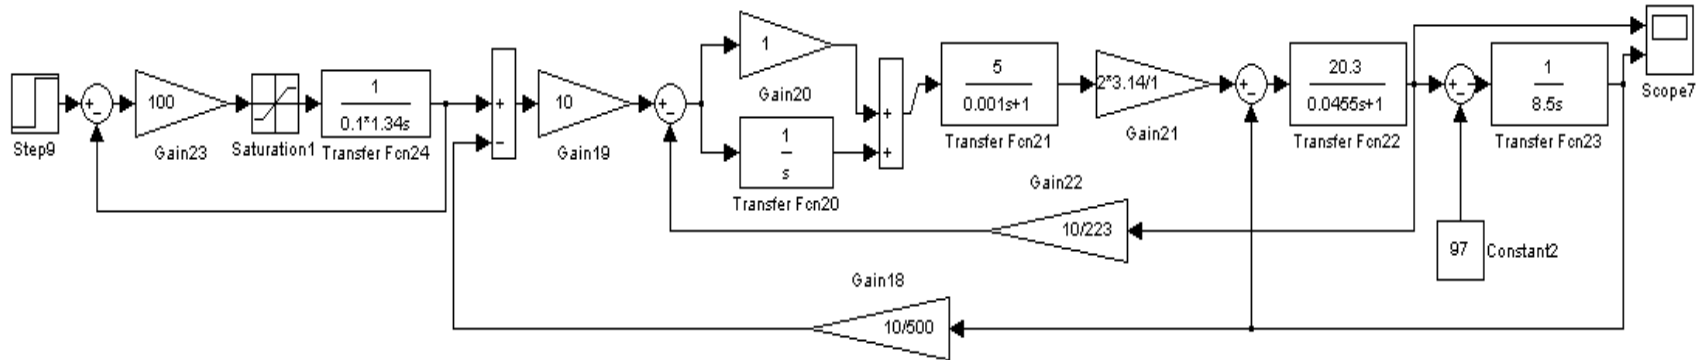 Step9
+
−
100
Gain23
Saturation1
1
0.1*1.34s
Transfer Fcn24
+
−
10
Gain19
+
−
1
Gain20
1
s
Transfer Fcn20
+
+
5
0.001s+1
Transfer Fcn21
2*3.14/1
Gain21
+
−
20.3
0.0455s+1
Transfer Fcn22
+
−
1
8.5s
Transfer Fcn23
Scope7
Gain22
10/223
97
Constant2
Gain18
10/500